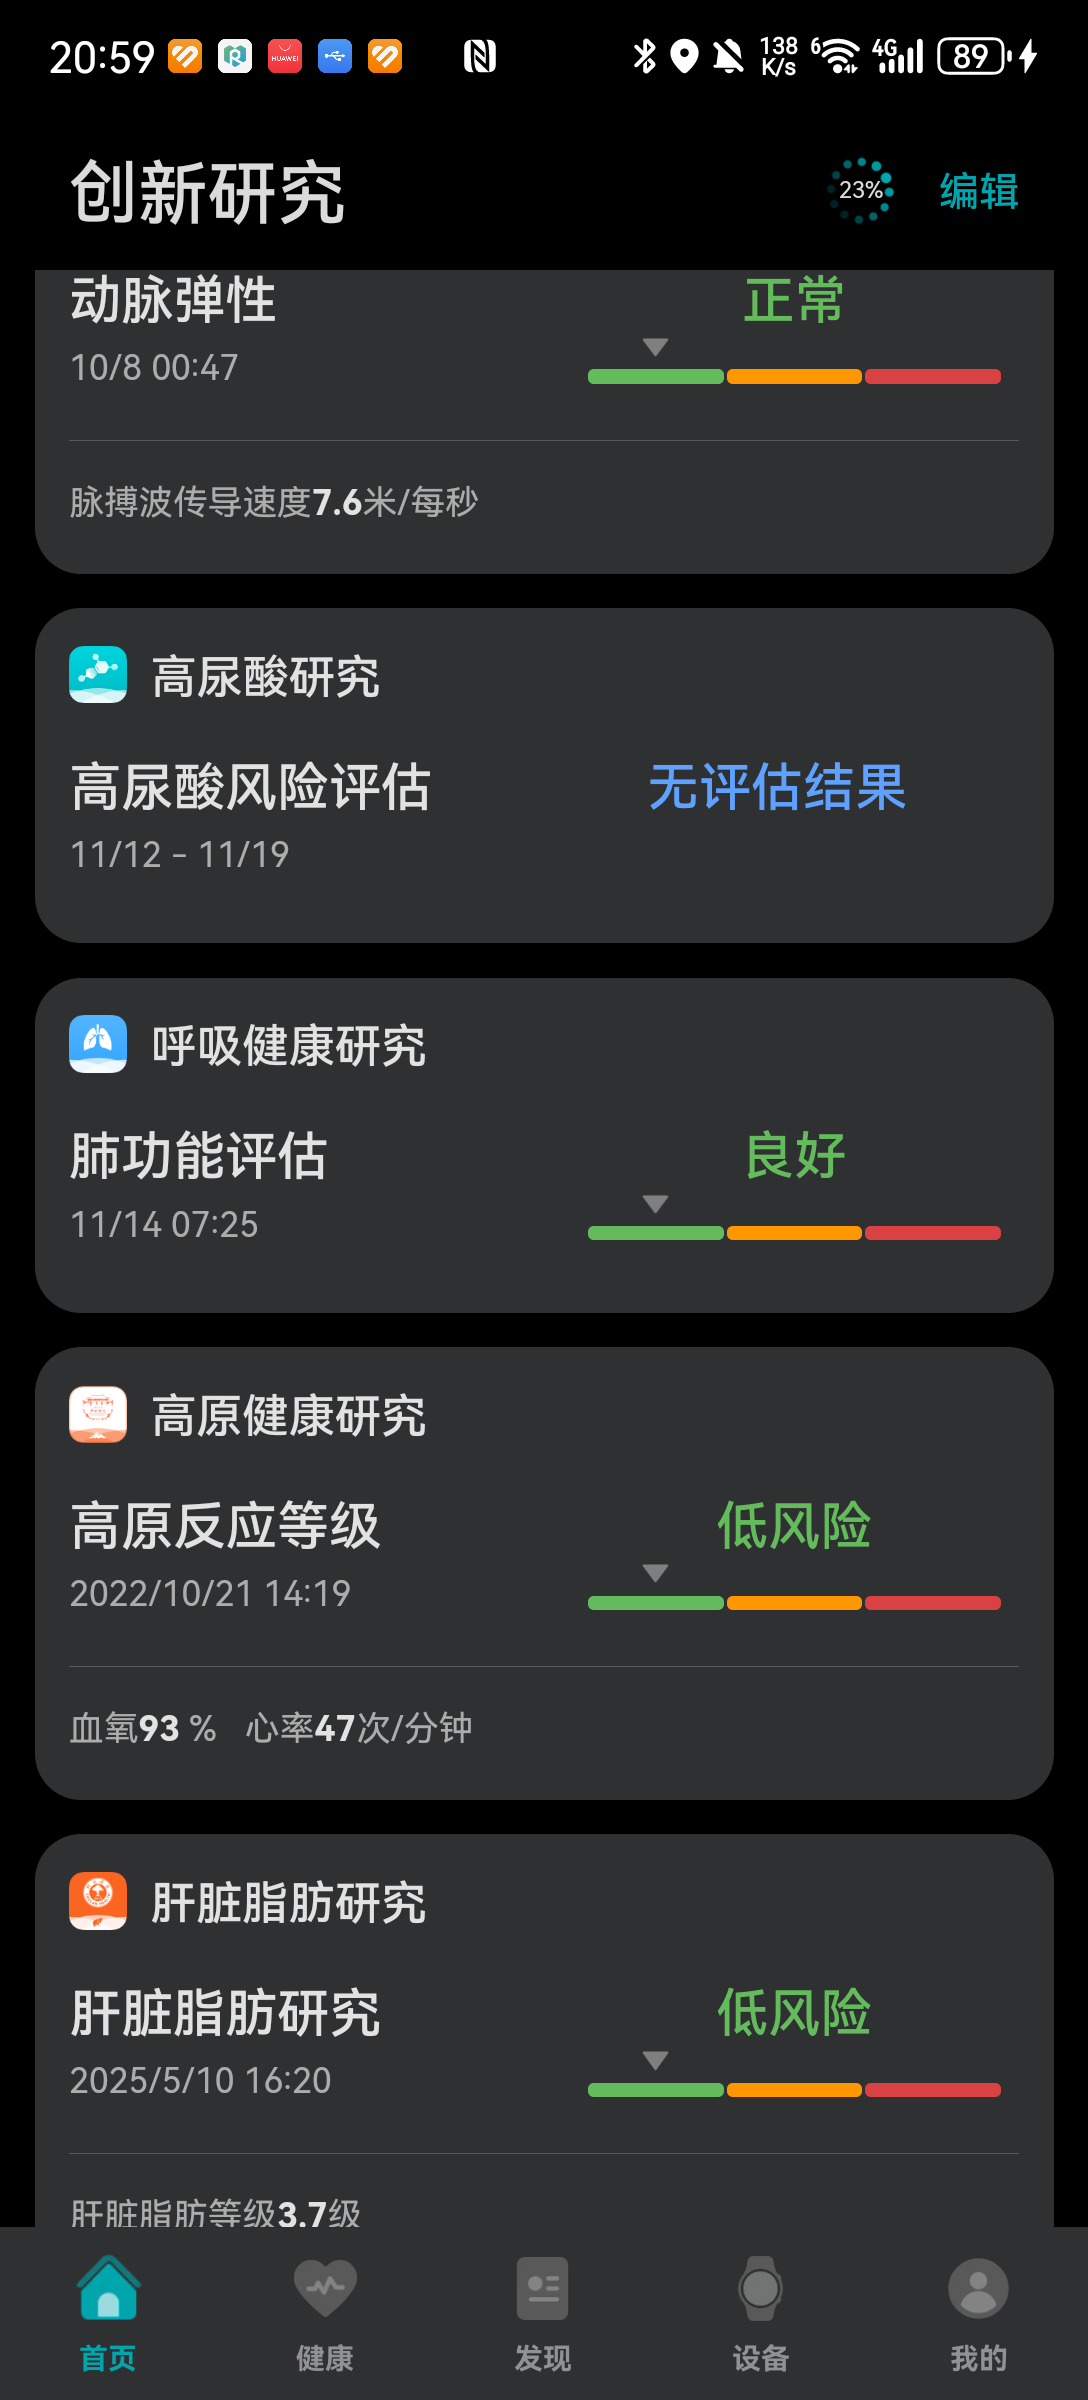 20:59
HUAWEI
138 K/s
6
4G
89
创新研究
23%
编辑
动脉弹性
正常
10/8 00:47
脉搏波传导速度7.6米/每秒
高尿酸研究
高尿酸风险评估
无评估结果
11/12 - 11/19
呼吸健康研究
肺功能评估
良好
11/14 07:25
高原健康研究
高原反应等级
低风险
2022/10/21 14:19
血氧93 % 心率47次/分钟
肝脏脂肪研究
肝脏脂肪研究
低风险
2025/5/10 16:20
肝脏脂肪等级3.7级
首页
健康
发现
设备
我的